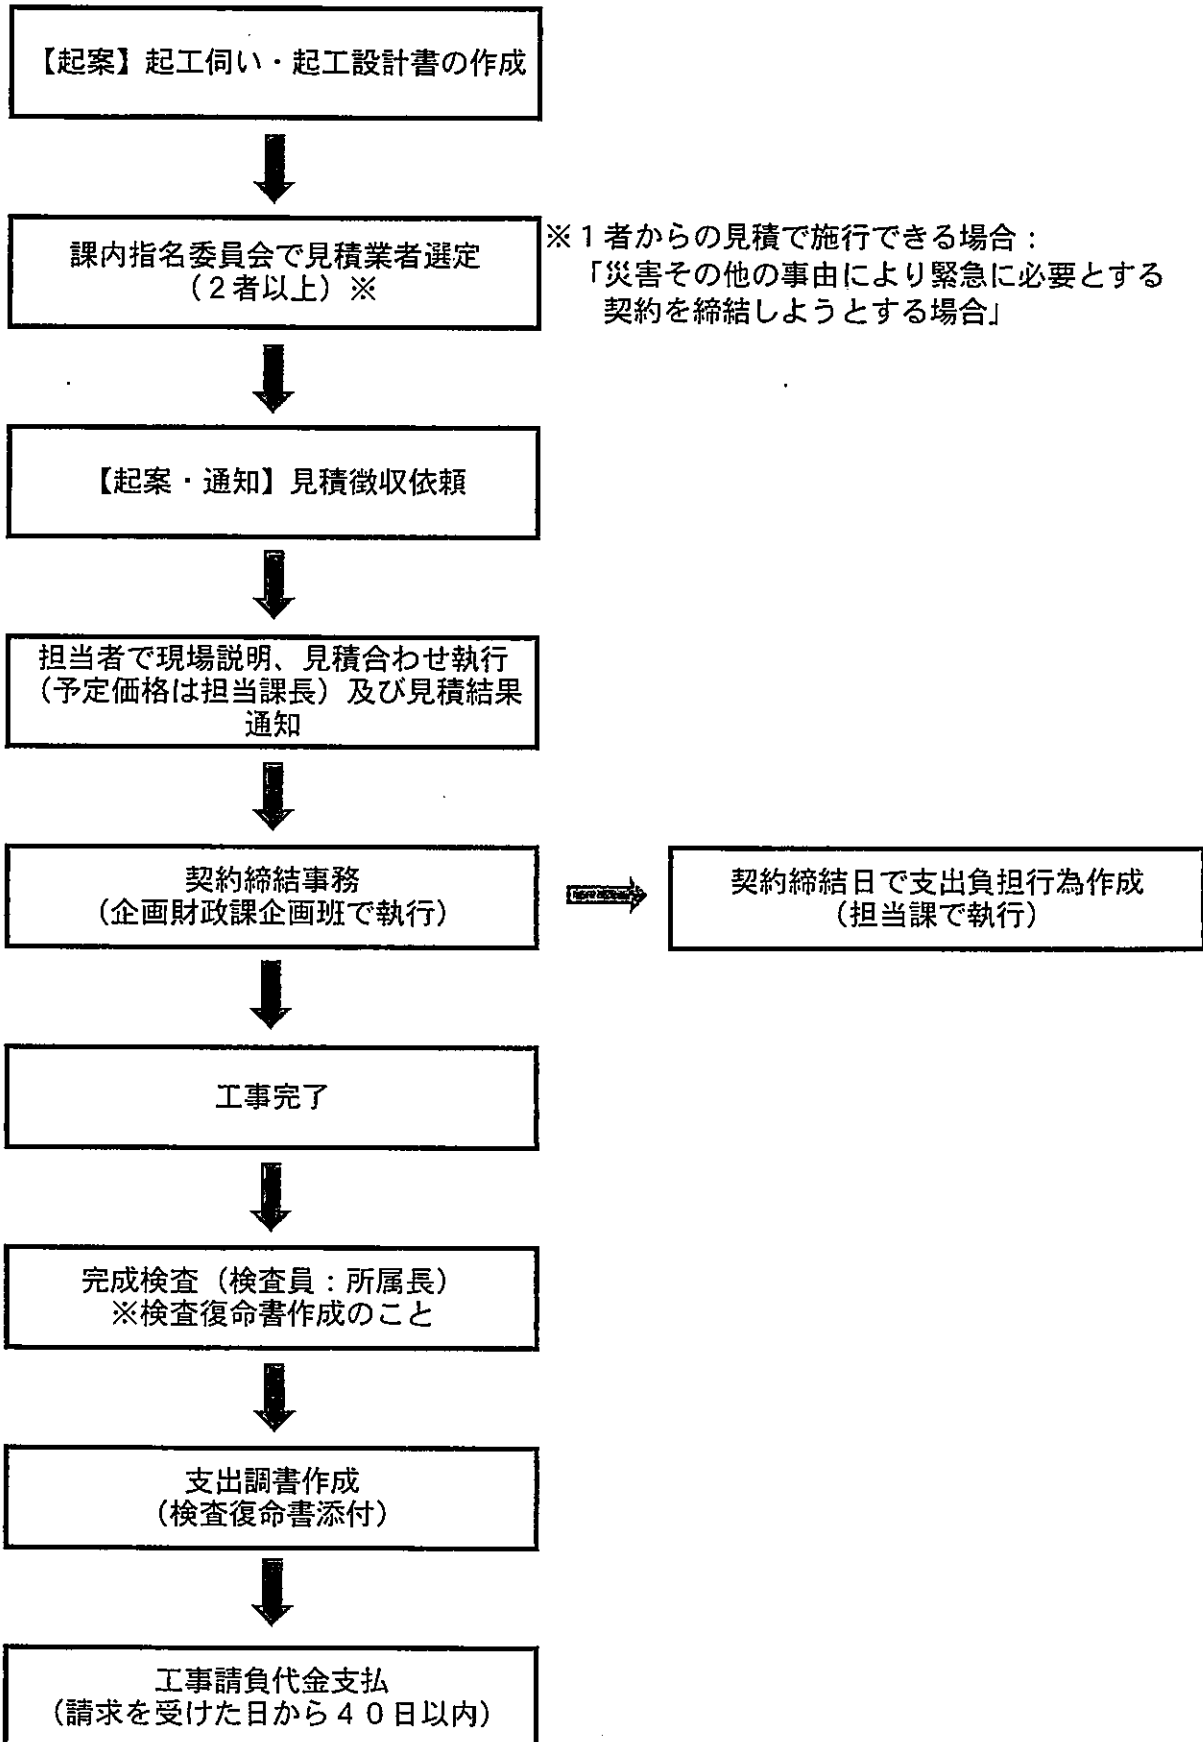 【起案】起工伺い・起工設計書の作成
課内指名委員会で見積業者選定
（２者以上）※
※１者からの見積で施行できる場合：
「災害その他の事由により緊急に必要とする
契約を締結しようとする場合」
【起案・通知】見積徴収依頼
担当者で現場説明、見積合わせ執行
（予定価格は担当課長）及び見積結果
通知
契約締結事務
（企画財政課企画班で執行）
契約締結日で支出負担行為作成
（担当課で執行）
工事完了
完成検査（検査員：所属長）
※検査復命書作成のこと
支出調書作成
（検査復命書添付）
工事請負代金支払
（請求を受けた日から４０日以内）